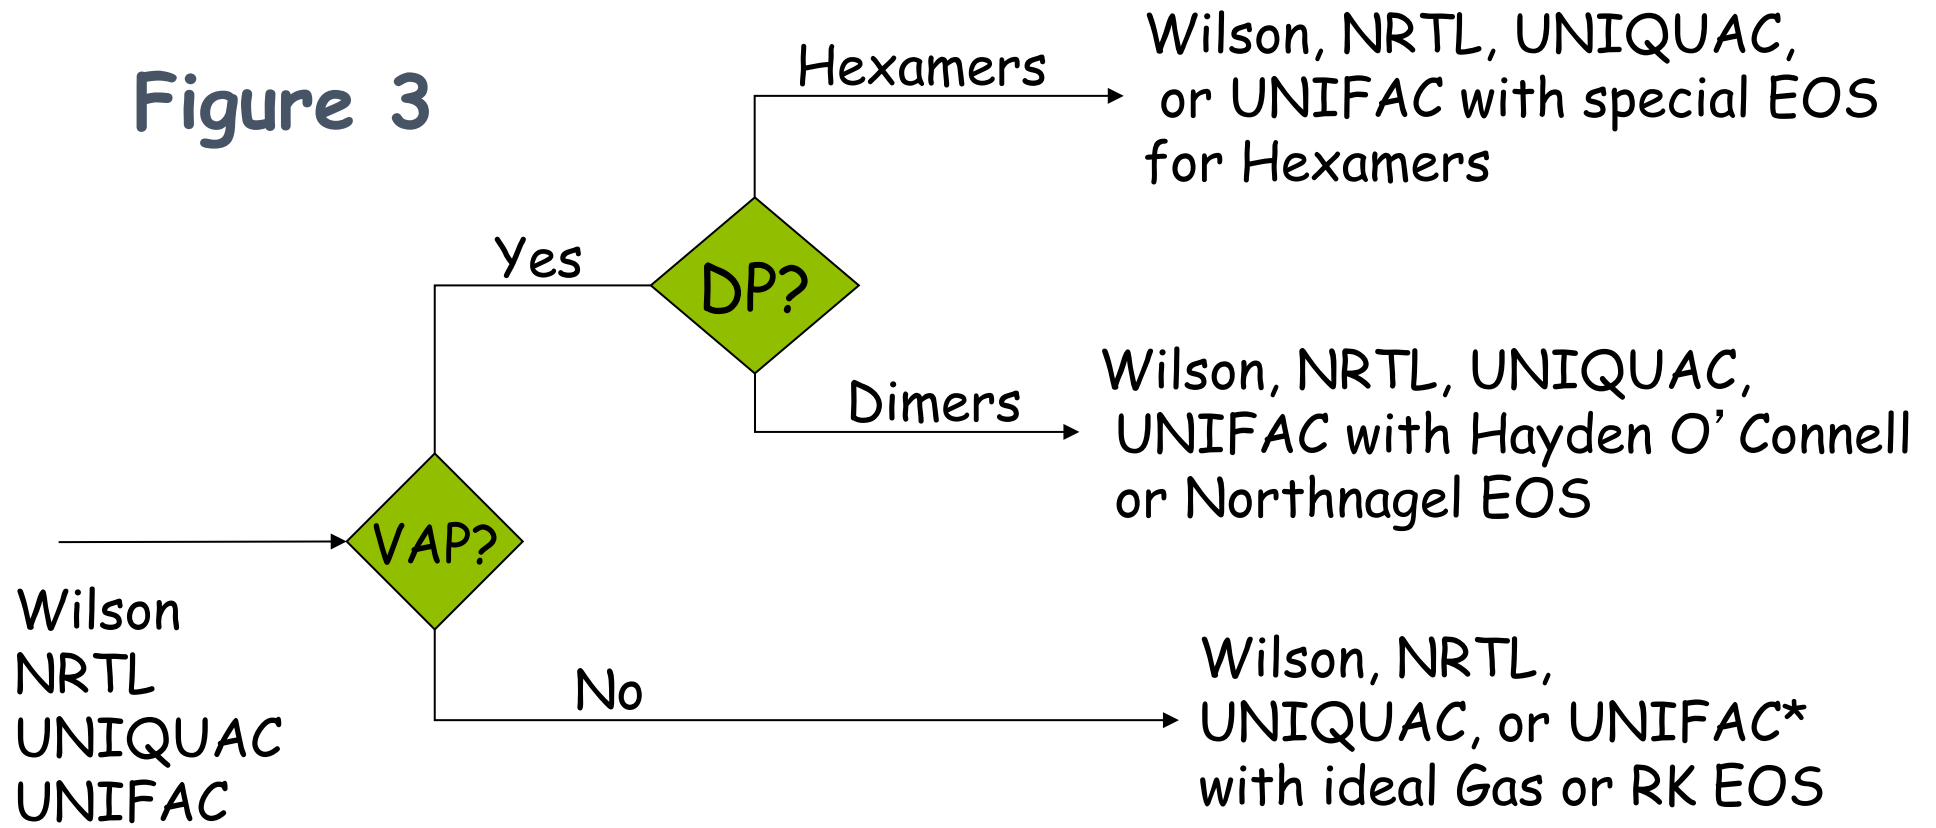 Figure 3
Hexamers
Wilson, NRTL, UNIQUAC,
or UNIFAC with special EOS
for Hexamers
Yes
DP?
Dimers
Wilson, NRTL, UNIQUAC,
UNIFAC with Hayden O’ Connell
or Northnagel EOS
VAP?
Wilson
NRTL
UNIQUAC
UNIFAC
No
Wilson, NRTL,
UNIQUAC, or UNIFAC*
with ideal Gas or RK EOS